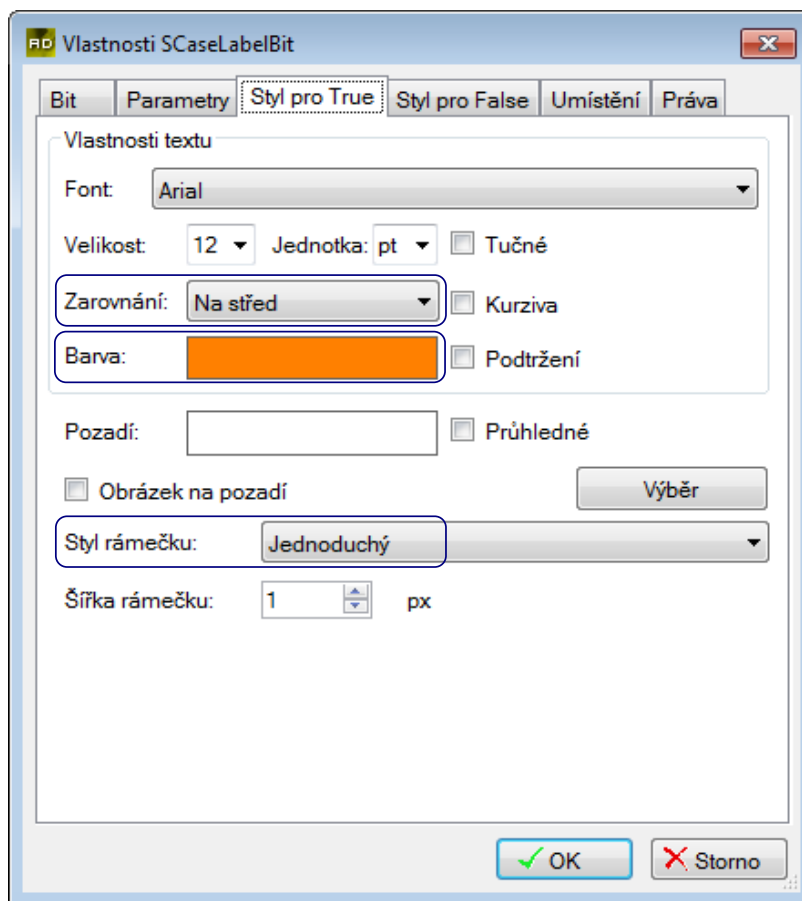 RD Vlastnosti SCaseLabelBit
Bit Parametry Styl pro True Styl pro False Umístění Práva
Vlastnosti textu
Font: Arial
Velikost: 12 Jednotka: pt Tučné
Zarovnání: Na střed Kurziva
Barva: Podtržení
Pozadí: Průhledné
Obrázek na pozadí Výběr
Styl rámečku: Jednoduchý
Šířka rámečku: 1 px
OK Storno